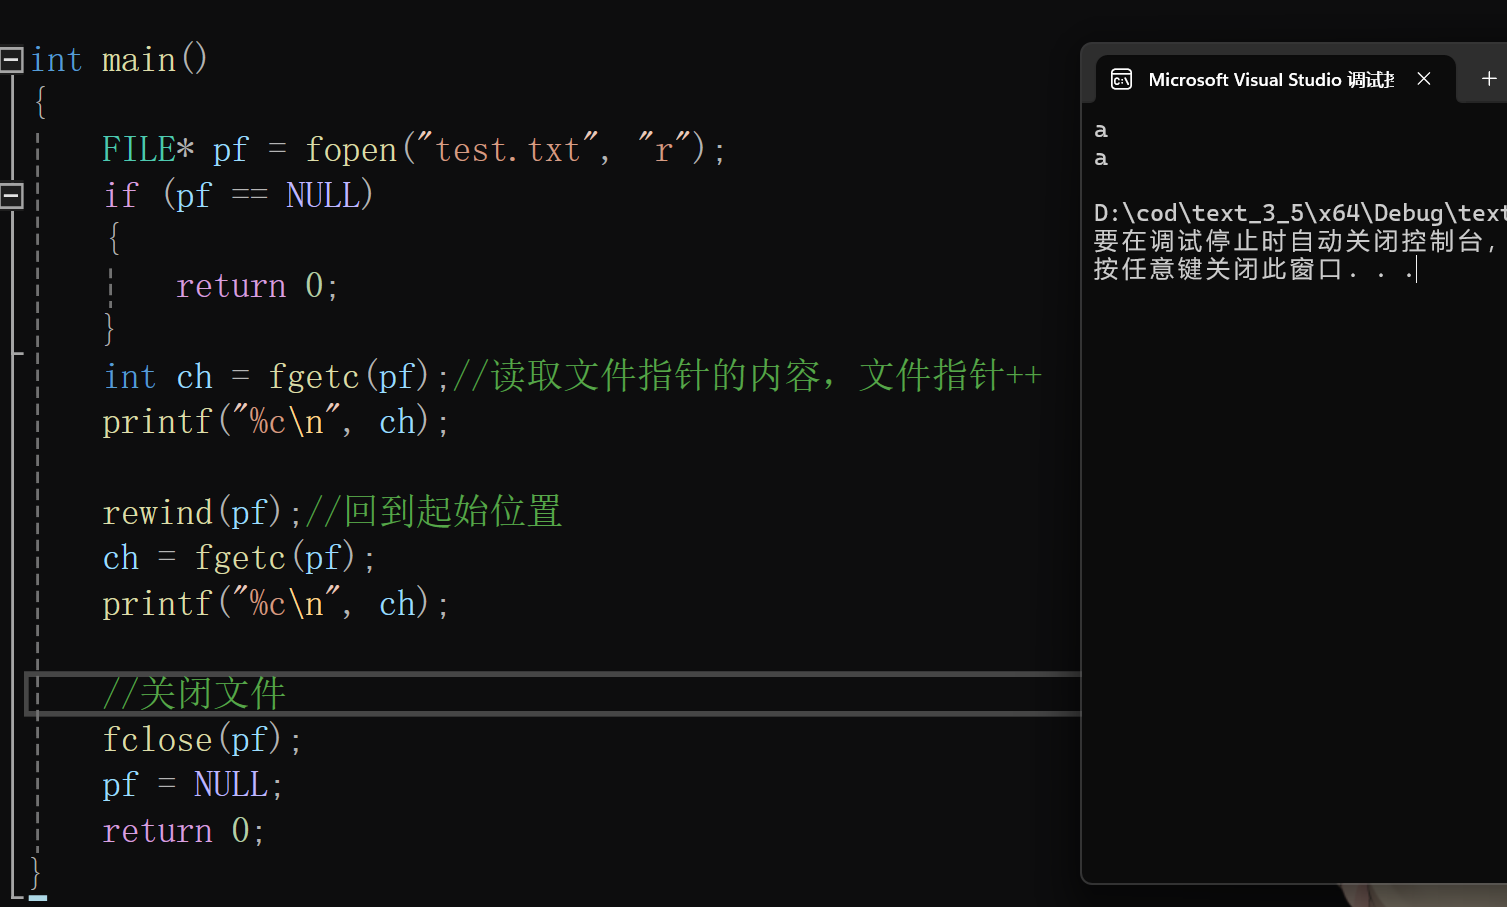 int main()
{
FILE* pf = fopen("test.txt", "r");
if (pf == NULL)
{
return 0;
}
int ch = fgetc(pf);//读取文件指针的内容，文件指针++
printf("%c\n", ch);
rewind(pf);//回到起始位置
ch = fgetc(pf);
printf("%c\n", ch);
//关闭文件
fclose(pf);
pf = NULL;
return 0;
}
Microsoft Visual Studio 调试
a
a
D:\cod\text_3_5\x64\Debug\text
要在调试停止时自动关闭控制台，
按任意键关闭此窗口. . .